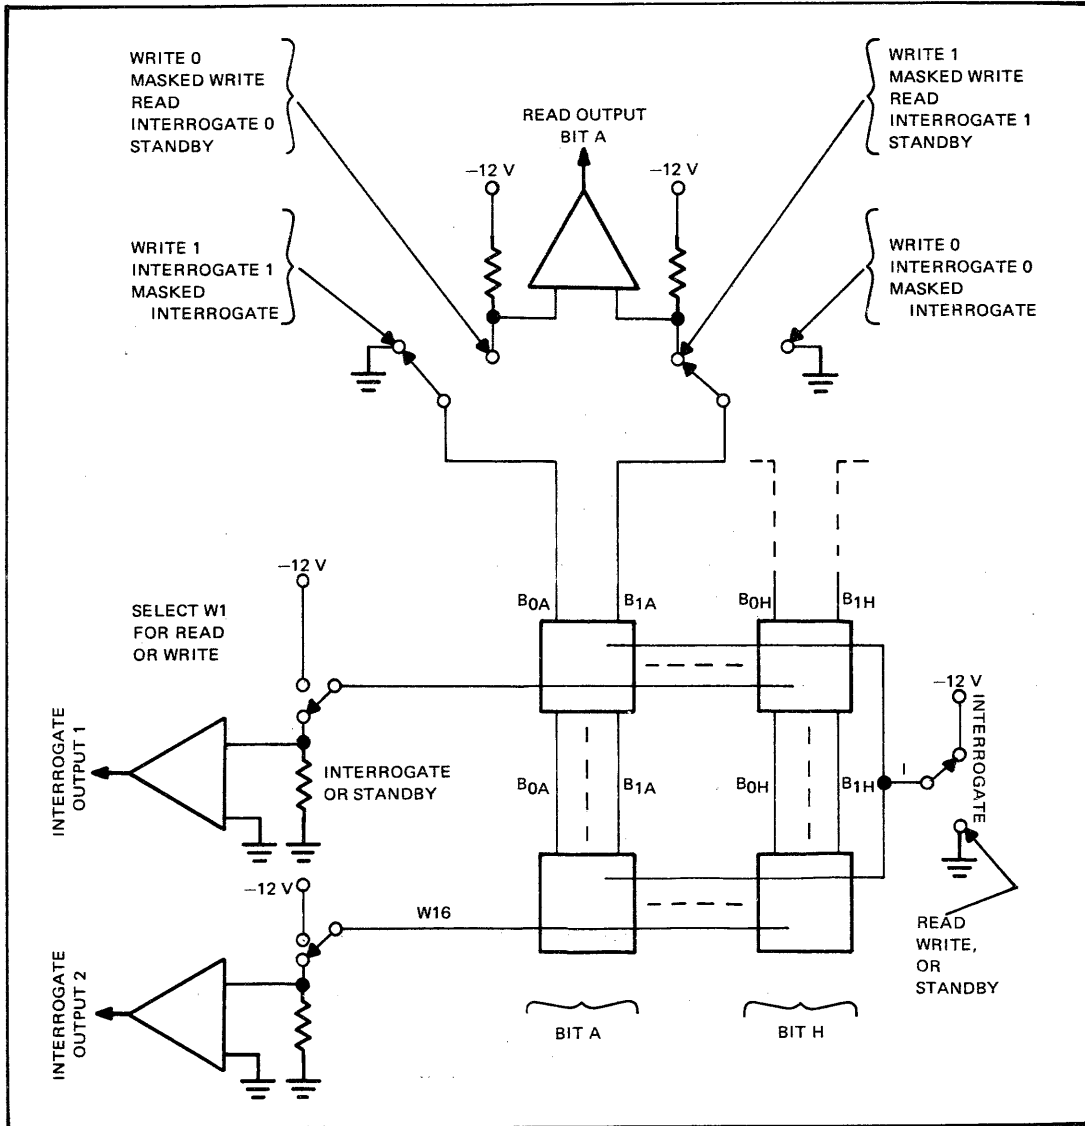 WRITE 0
MASKED WRITE
READ
INTERROGATE 0
STANDBY
READ OUTPUT
BIT A
WRITE 1
MASKED WRITE
READ
INTERROGATE 1
STANDBY
−12 V
−12 V
WRITE 1
INTERROGATE 1
MASKED
INTERROGATE
WRITE 0
INTERROGATE 0
MASKED
INTERROGATE
−12 V
SELECT W1
FOR READ
OR WRITE
B0A
B1A
B0H
B1H
−12 V
INTERROGATE
I
INTERROGATE
OUTPUT 1
INTERROGATE
OR STANDBY
B0A
B1A
B0H
B1H
−12 V
W16
READ
WRITE,
OR
STANDBY
INTERROGATE
OUTPUT 2
BIT A
BIT H